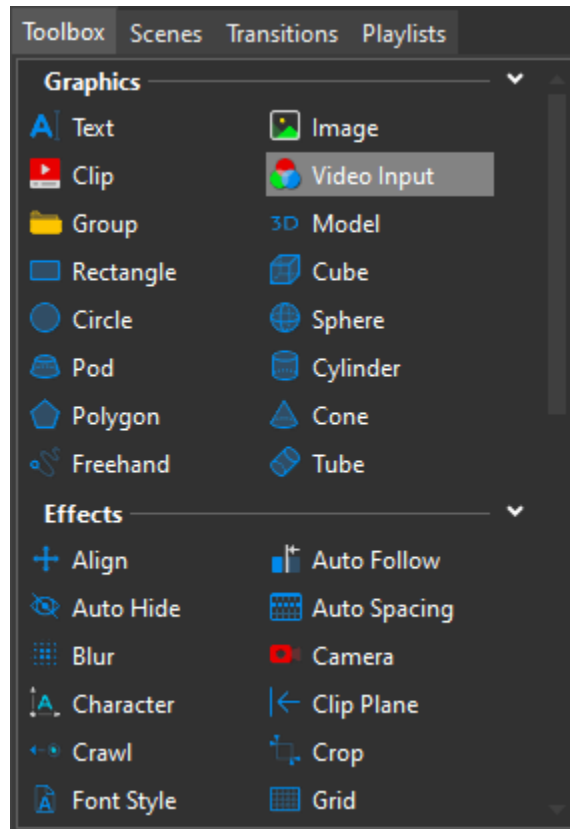 Toolbox Scenes Transitions Playlists
Graphics
Text Image
Clip Video Input
Group 3D Model
Rectangle Cube
Circle Sphere
Pod Cylinder
Polygon Cone
Freehand Tube
Effects
Align Auto Follow
Auto Hide Auto Spacing
Blur Camera
Character Clip Plane
Crawl Crop
Font Style Grid